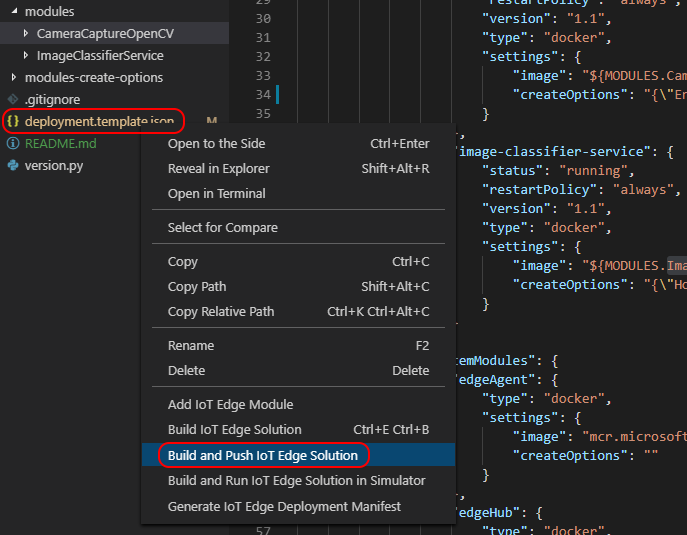 modules
CameraCaptureOpenCV
ImageClassifierService
modules-create-options
.gitignore
{} deployment.template.json M
README.md
version.py
Open to the Side Ctrl+Enter
Reveal in Explorer Shift+Alt+R
Open in Terminal
Select for Compare
Copy Ctrl+C
Copy Path Shift+Alt+C
Copy Relative Path Ctrl+K Ctrl+Alt+C
Rename F2
Delete Delete
Add IoT Edge Module
Build IoT Edge Solution Ctrl+E Ctrl+B
Build and Push IoT Edge Solution
Build and Run IoT Edge Solution in Simulator
Generate IoT Edge Deployment Manifest
29 "restartPolicy": "always",
30 "version": "1.1",
31 "type": "docker",
32 "settings": {
33 "image": "${MODULES.Cam
34 "createOptions": "{\"En
35 }
},
image-classifier-service": {
"status": "running",
"restartPolicy": "always",
"version": "1.1",
"type": "docker",
"settings": {
"image": "${MODULES.Ima
"createOptions": "{\"Ho
}
temModules": {
edgeAgent": {
"type": "docker",
"settings": {
"image": "mcr.microsof
"createOptions": ""
}
},
edgeHub": {
57 "type": "docker",